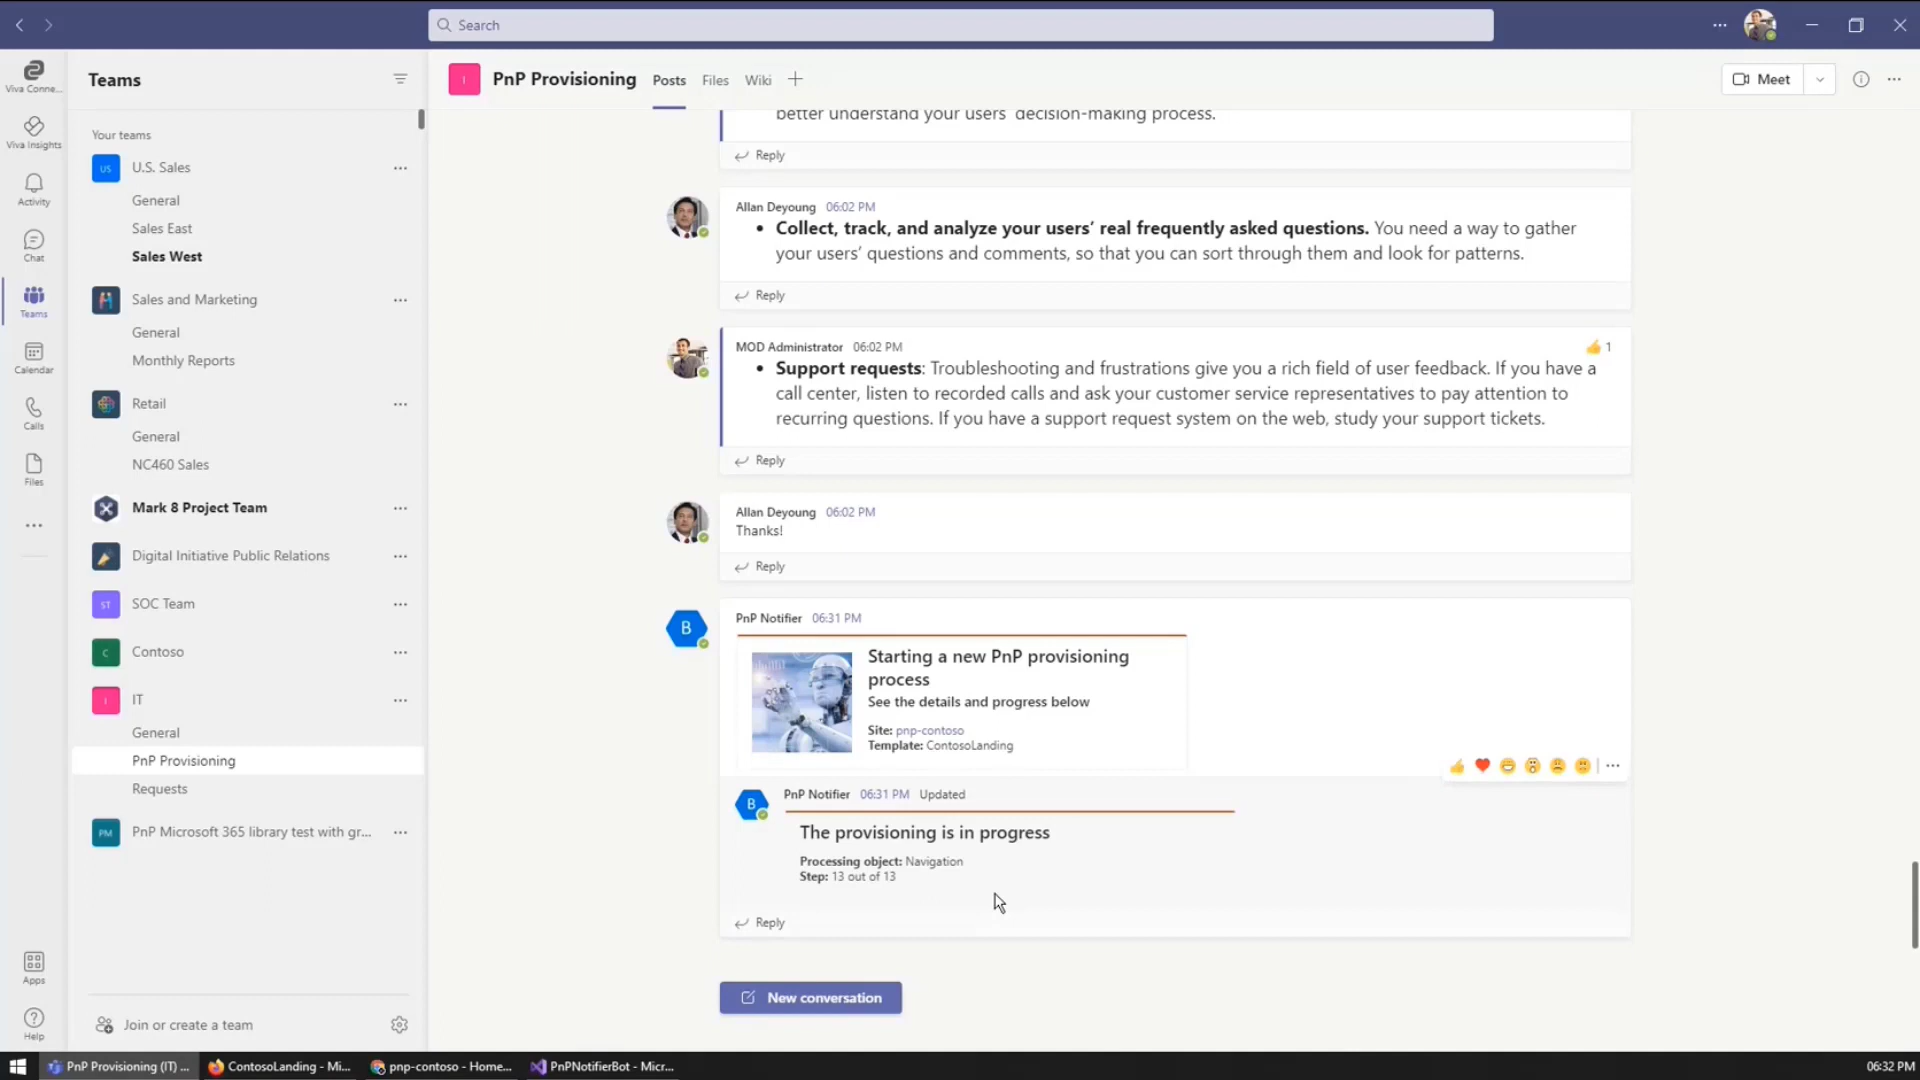 Search
Viva Conne...
Viva Insights
Activity
Chat
Teams
Calendar
Calls
Files
Apps
Help
Teams
Your teams
US
U.S. Sales
General
Sales East
Sales West
Sales and Marketing
General
Monthly Reports
Retail
General
NC460 Sales
Mark 8 Project Team
Digital Initiative Public Relations
ST
SOC Team
C
Contoso
I
IT
General
PnP Provisioning
Requests
PM
PnP Microsoft 365 library test with gr...
Join or create a team
I
PnP Provisioning
Posts
Files
Wiki
Meet
better understand your users' decision-making process.
Reply
Allan Deyoung 06:02 PM
• Collect, track, and analyze your users’ real frequently asked questions. You need a way to gather
your users’ questions and comments, so that you can sort through them and look for patterns.
Reply
MOD Administrator 06:02 PM
1
• Support requests: Troubleshooting and frustrations give you a rich field of user feedback. If you have a
call center, listen to recorded calls and ask your customer service representatives to pay attention to
recurring questions. If you have a support request system on the web, study your support tickets.
Reply
Allan Deyoung 06:02 PM
Thanks!
Reply
B
PnP Notifier 06:31 PM
Starting a new PnP provisioning
process
See the details and progress below
Site: pnp-contoso
Template: ContosoLanding
B
PnP Notifier 06:31 PM Updated
The provisioning is in progress
Processing object: Navigation
Step: 13 out of 13
Reply
New conversation
PnP Provisioning (IT) ...
ContosoLanding - Mi...
pnp-contoso - Home...
PnPNotifierBot - Micr...
06:32 PM